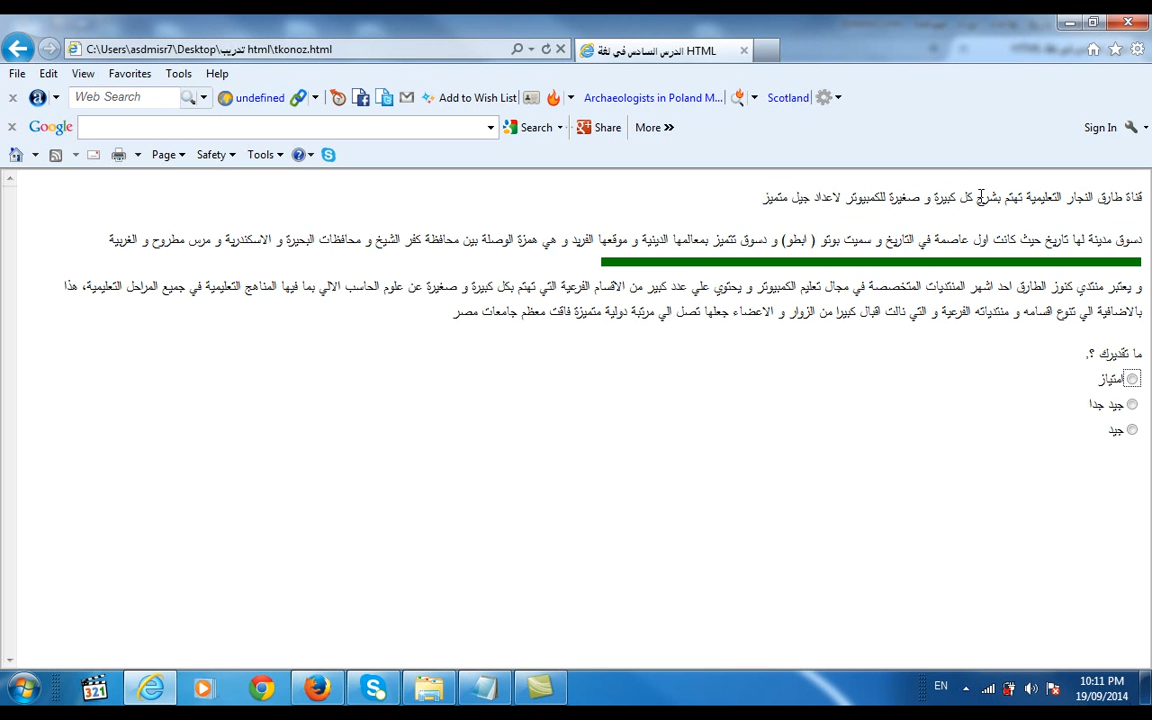 C:\Users\asdmisr7\Desktop\تدريب html\tkonoz.html
الدرس السادس في لغة HTML
File Edit View Favorites Tools Help
Web Search undefined Add to Wish List Archaeologists in Poland M... Scotland
Google Search Share More » Sign In
Page Safety Tools
قناة طارق النجار التعليمية تهتم بشرح كل كبيرة و صغيرة للكمبيوتر لاعداد جيل متميز
دسوق مدينة لها تاريخ حيث كانت اول عاصمة في التاريخ و سميت بوتو ( ابطو) و دسوق تتميز بمعالمها الدينية و موقعها الفريد و هي همزة الوصلة بين محافظة كفر الشيخ و محافظات البحيرة و الاسكندرية و مرس مطروح و الغربية
و يعتبر منتدي كنوز الطارق احد اشهر المنتديات المتخصصة في مجال تعليم الكمبيوتر و يحتوي علي عدد كبير من الاقسام الفرعية التي تهتم بكل كبيرة و صغيرة عن علوم الحاسب الالي بما فيها المناهج التعليمية في جميع المراحل التعليمية، هذا
بالاضافية الي تنوع اقسامه و منتدياته الفرعية و التي نالت اقبال كبيرا من الزوار و الاعضاء جعلها تصل الي مرتبة دولية متميزة فاقت معظم جامعات مصر
ما تقديرك ؟.
امتياز
جيد جدا
جيد
321
EN
10:11 PM
19/09/2014